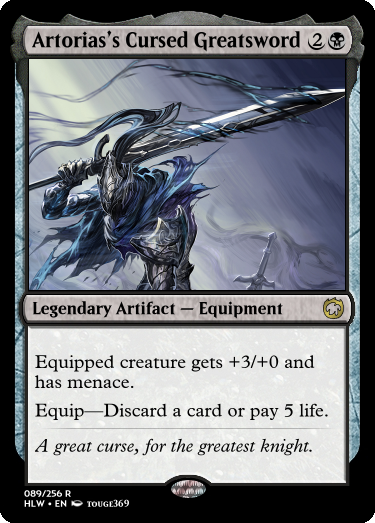 Artorias's Cursed Greatsword 2
Legendary Artifact — Equipment
Equipped creature gets +3/+0 and
has menace.
Equip—Discard a card or pay 5 life.
A great curse, for the greatest knight.
089/256 R
HLW • EN TOUGE369